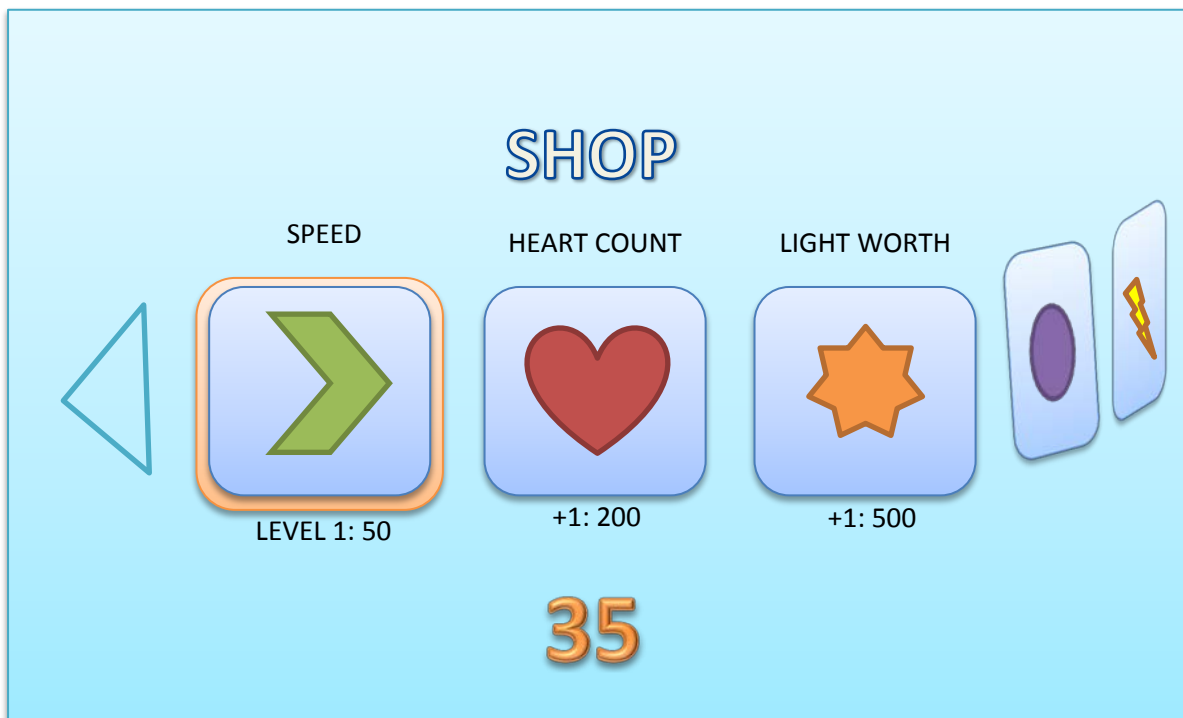 SHOP
SPEED
HEART COUNT
LIGHT WORTH
LEVEL 1: 50
+1: 200
+1: 500
35